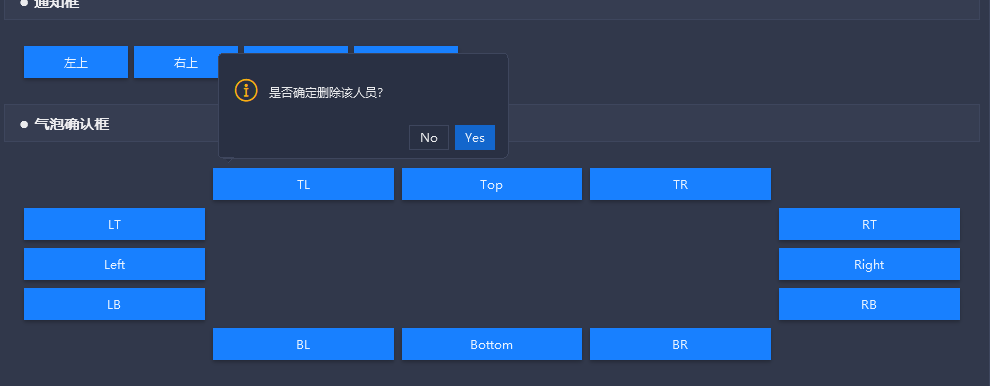 通知框
左上
右上
是否确定删除该人员?
No
Yes
气泡确认框
TL
Top
TR
LT
RT
Left
Right
LB
RB
BL
Bottom
BR